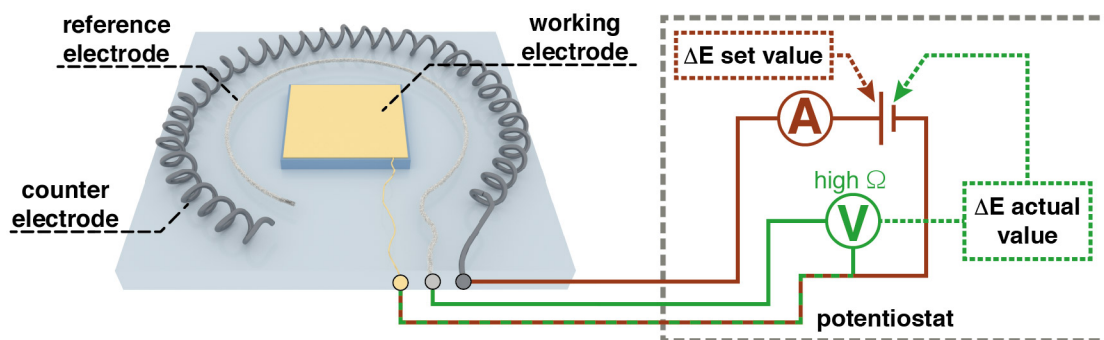 reference
electrode
working
electrode
counter
electrode
ΔE set value
A
high Ω
V
ΔE actual
value
potentiostat